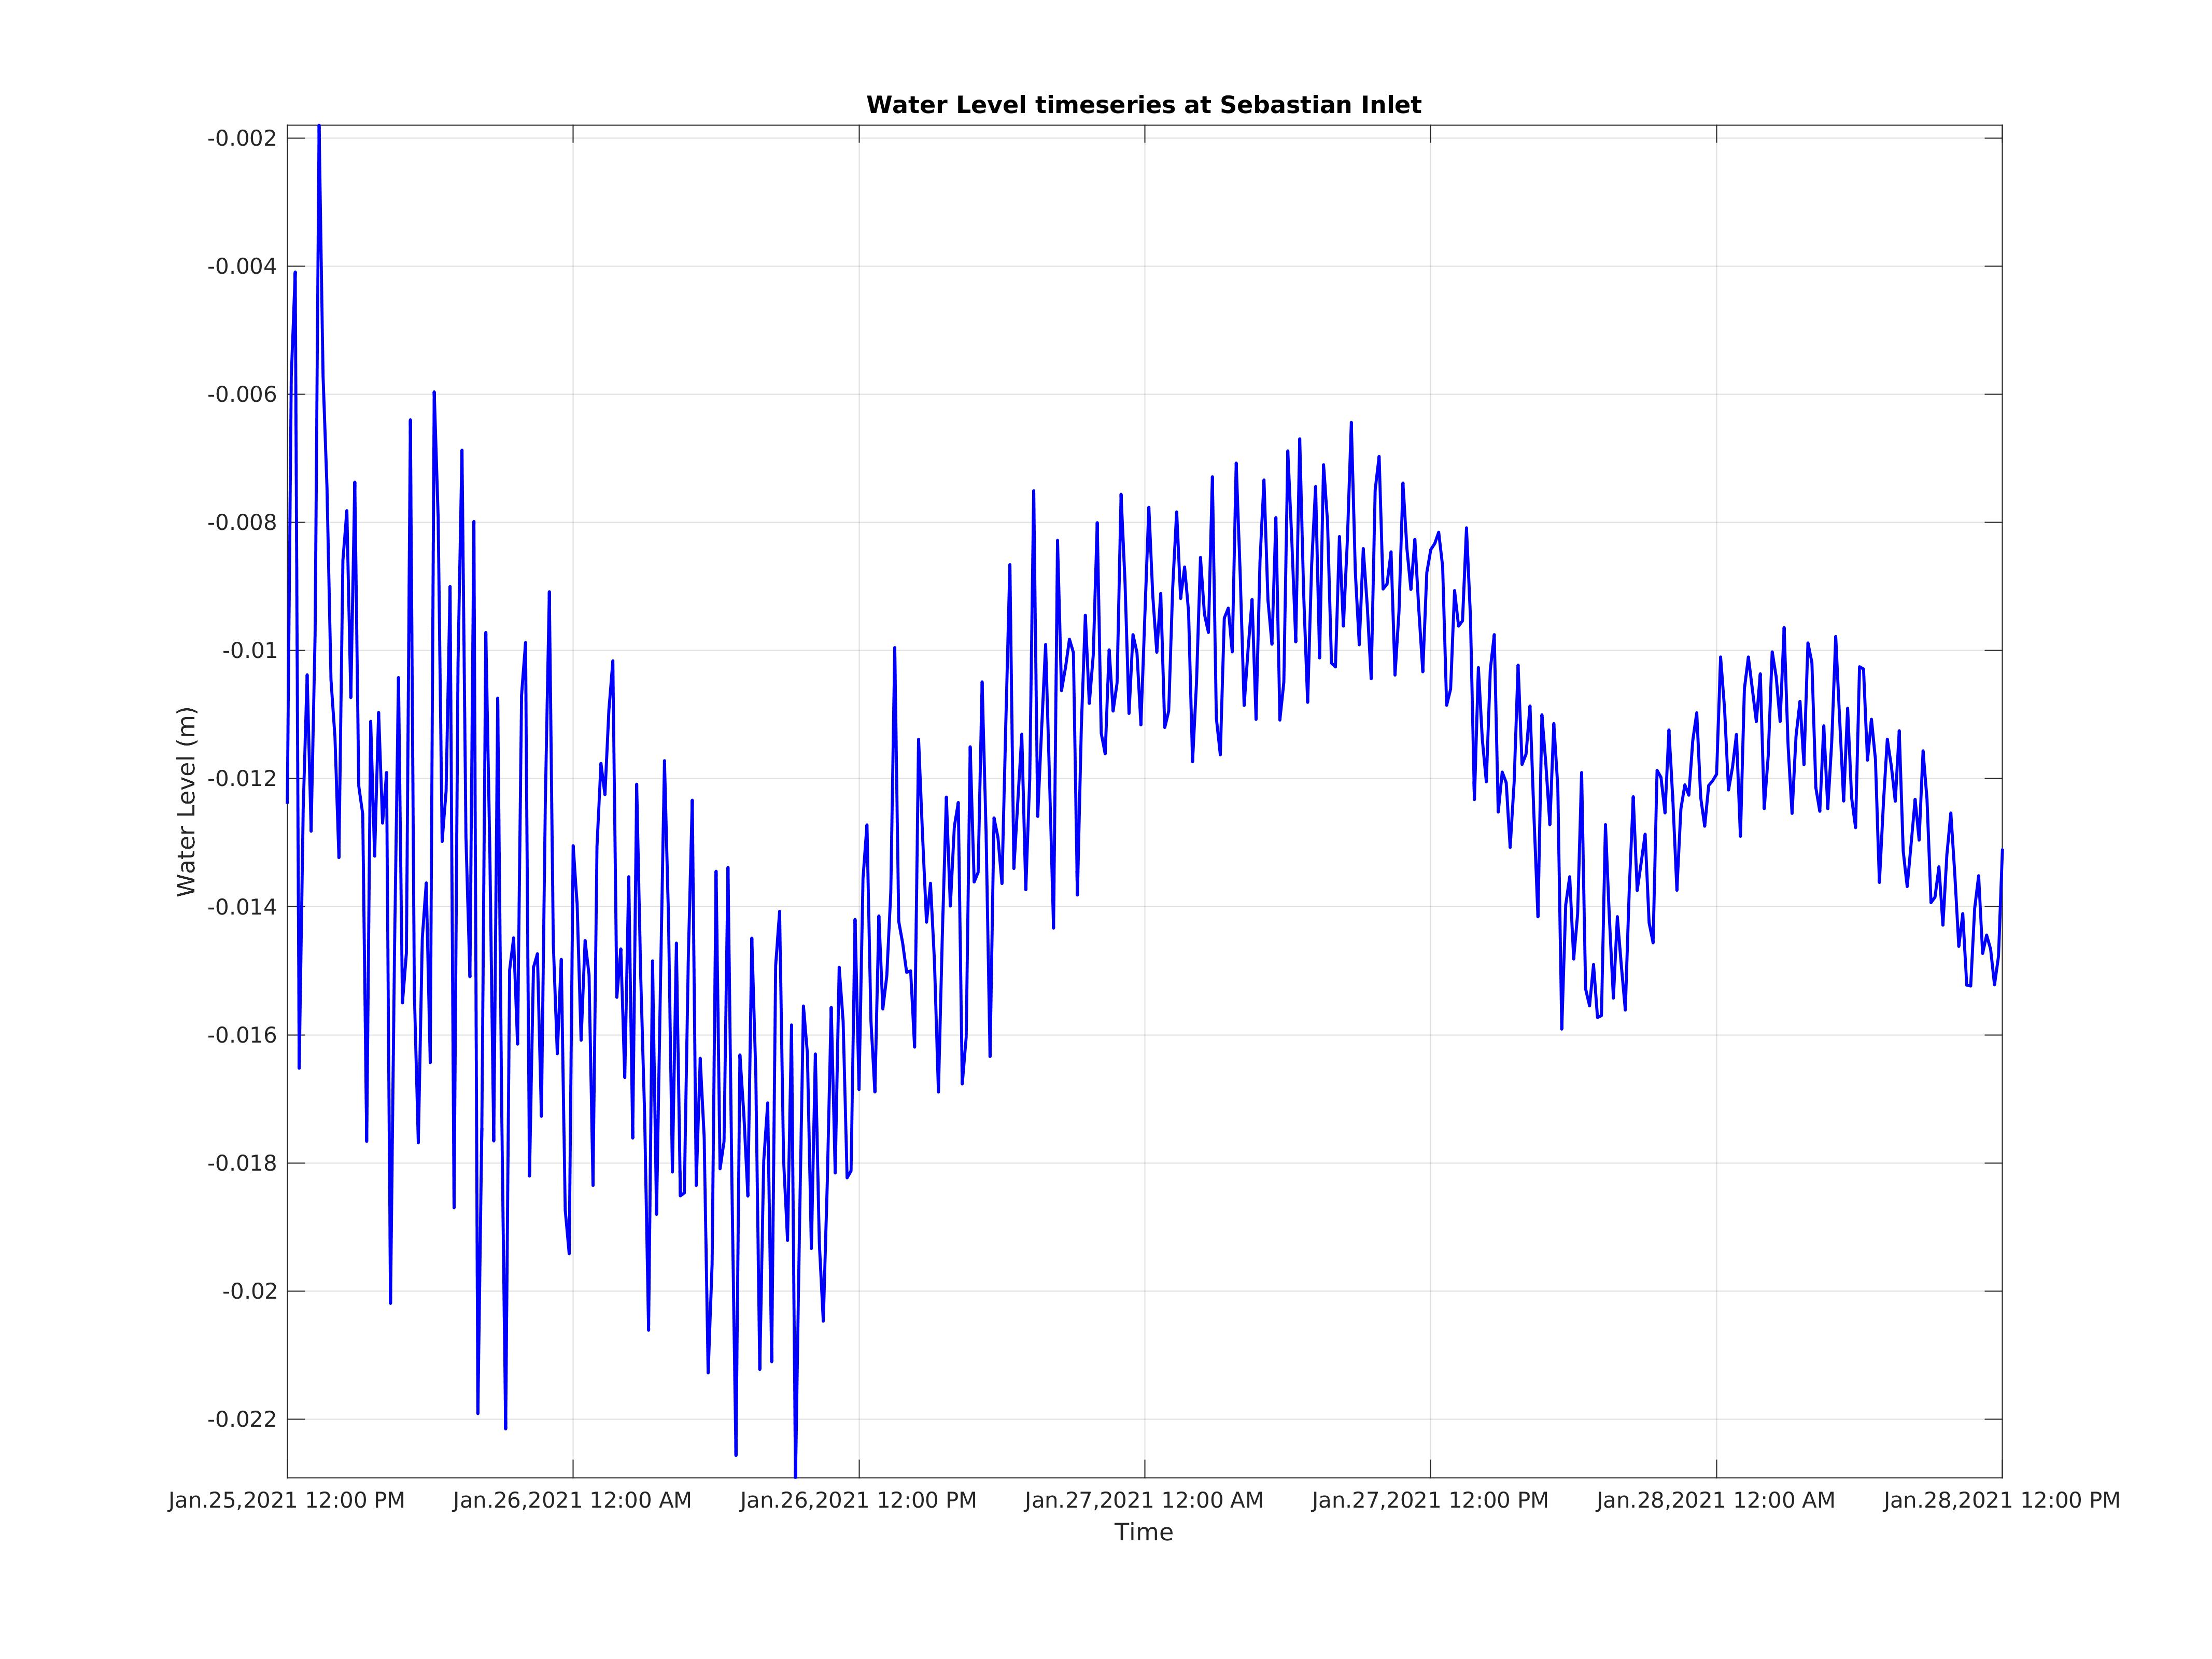 Water Level timeseries at Sebastian Inlet
-0.002
-0.004
-0.006
-0.008
-0.01
-0.012
-0.014
-0.016
-0.018
-0.02
-0.022
Water Level (m)
Jan.25,2021 12:00 PM
Jan.26,2021 12:00 AM
Jan.26,2021 12:00 PM
Jan.27,2021 12:00 AM
Jan.27,2021 12:00 PM
Jan.28,2021 12:00 AM
Jan.28,2021 12:00 PM
Time